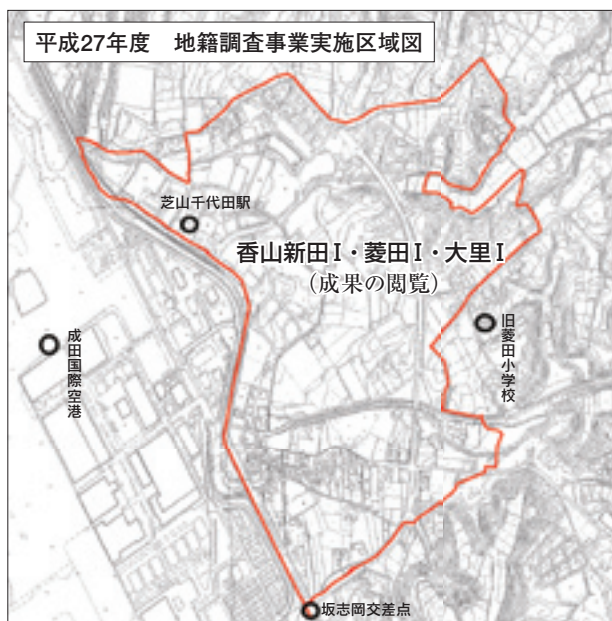 平成27年度　地籍調査事業実施区域図
芝山千代田駅
香山新田Ⅰ・菱田Ⅰ・大里Ⅰ
（成果の閲覧）
成田国際空港
旧菱田小学校
坂志岡交差点